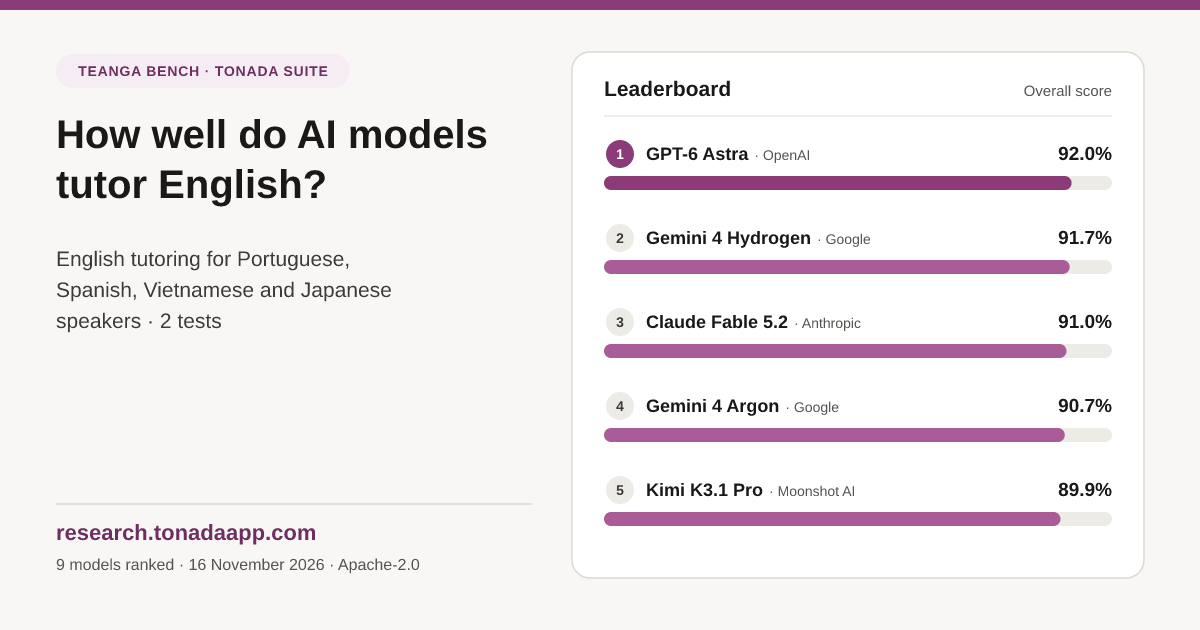 TEANGA BENCH · TONADA SUITE
How well do AI models
tutor English?
English tutoring for Portuguese,
Spanish, Vietnamese and Japanese
speakers · 2 tests
research.tonadaapp.com
9 models ranked · 16 November 2026 · Apache-2.0
Leaderboard Overall score
1 GPT-6 Astra · OpenAI 92.0%
2 Gemini 4 Hydrogen · Google 91.7%
3 Claude Fable 5.2 · Anthropic 91.0%
4 Gemini 4 Argon · Google 90.7%
5 Kimi K3.1 Pro · Moonshot AI 89.9%